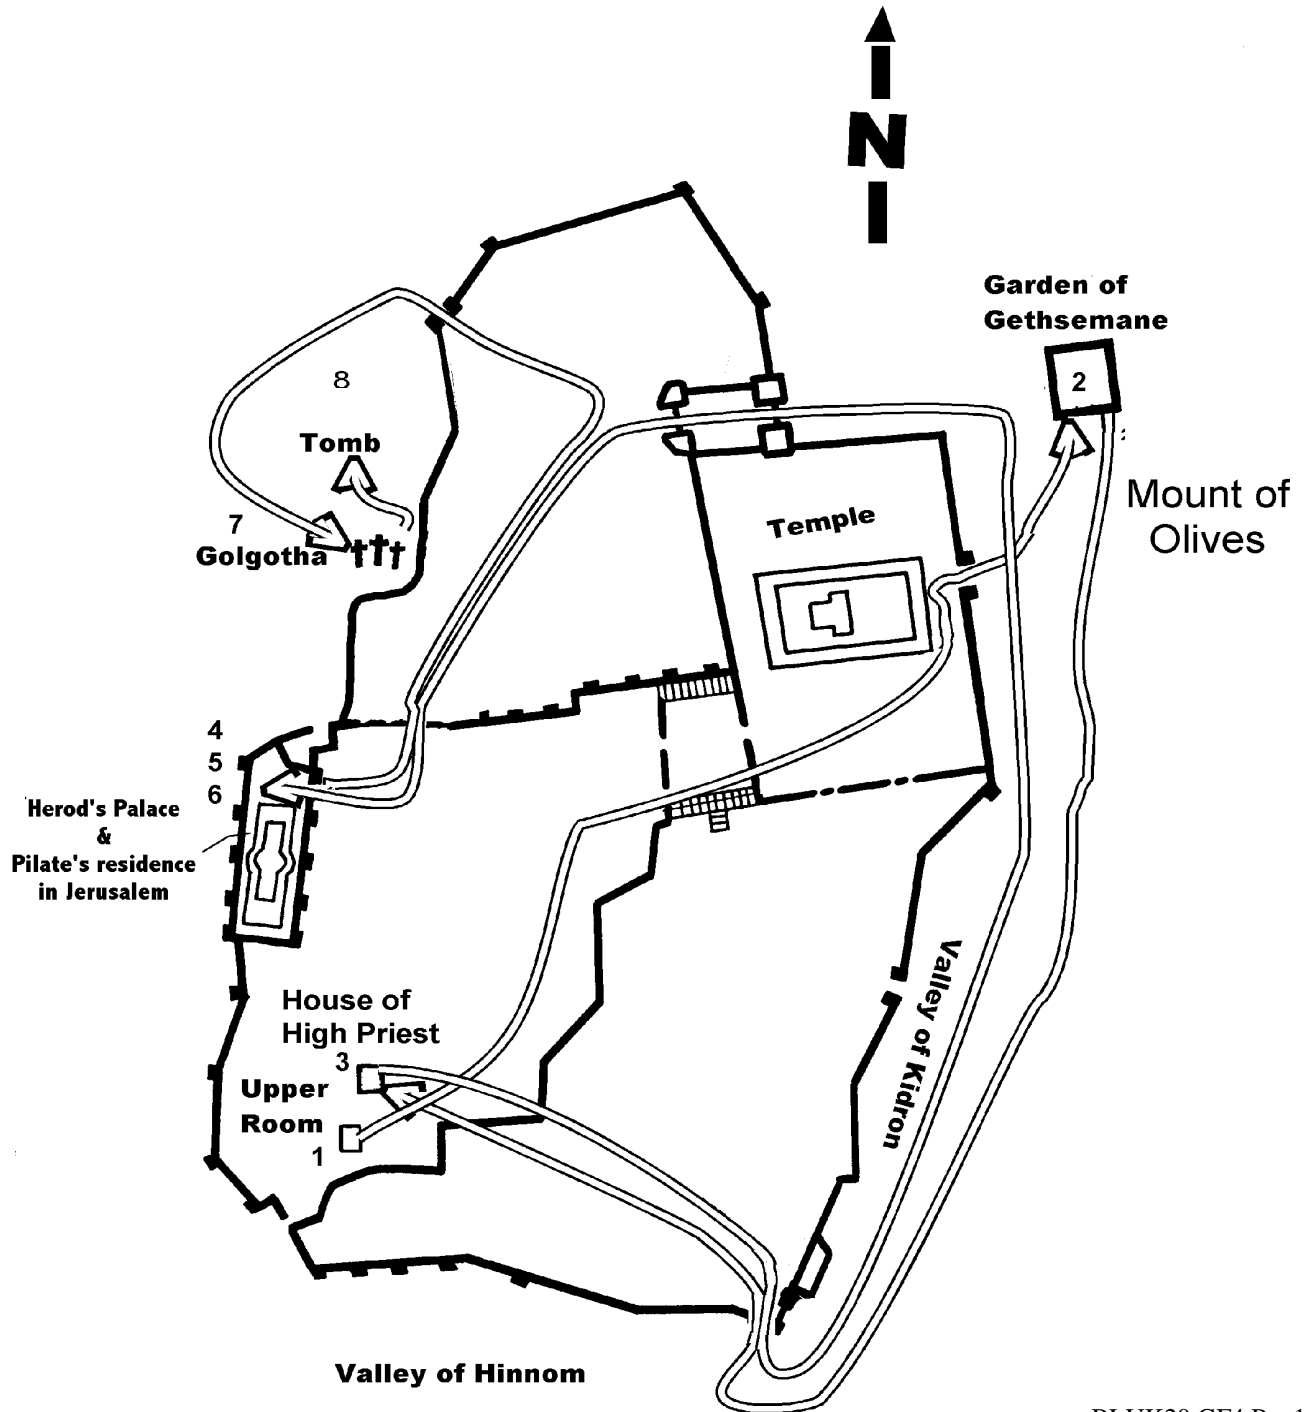 N
Garden of
Gethsemane
2
8
Tomb
Mount of
Olives
7
Golgotha
Temple
4
5
6
Herod's Palace
&
Pilate's residence
in Jerusalem
Valley of Kidron
House of
High Priest
3
Upper
Room
1
Valley of Hinnom